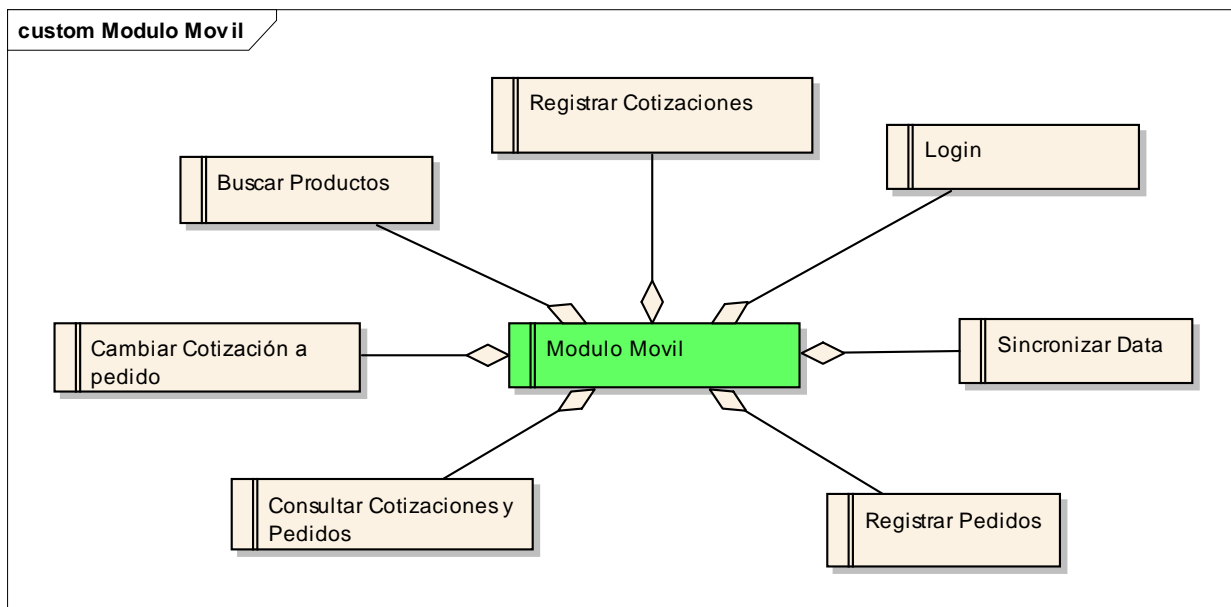 custom Modulo Movil
Registrar Cotizaciones
Login
Buscar Productos
Cambiar Cotización a
pedido
Modulo Movil
Sincronizar Data
Consultar Cotizaciones y
Pedidos
Registrar Pedidos